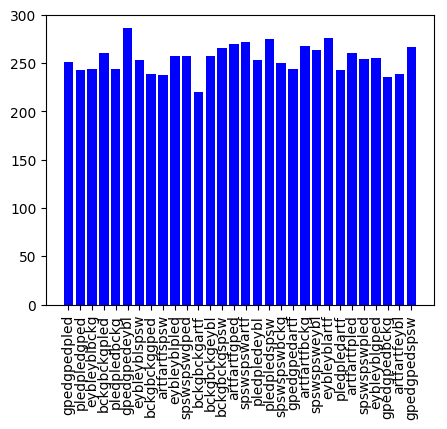 300
250
200
150
100
50
0
gpedgpedpled
pledpledgped
eybleyblbckg
bckgbckgpled
pledpledbckg
gpedgpedeybl
eybleyblspsw
bckgbckggped
artfartfspsw
eybleyblpled
spswspswgped
bckgbckgartf
bckgbckgeybl
bckgbckgspsw
artfartfgped
spswspswartf
pledpledeybl
pledpledspsw
spswspswbckg
gpedgpedartf
artfartfbckg
spswspsweybl
eybleyblartf
pledpledartf
artfartfpled
spswspswpled
eybleyblgped
gpedgpedbckg
artfartfeybl
gpedgpedspsw